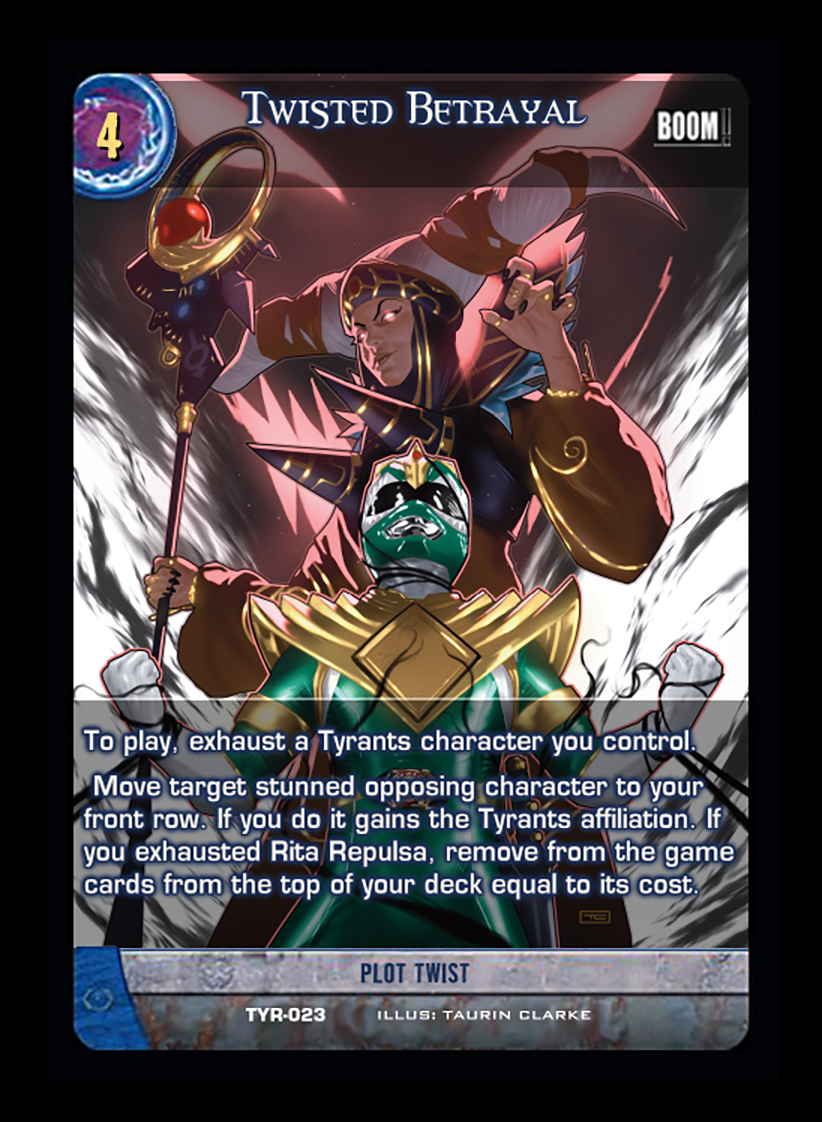 4
Twisted Betrayal
BOOM!
To play, exhaust a Tyrants character you control.
Move target stunned opposing character to your
front row. If you do it gains the Tyrants affiliation. If
you exhausted Rita Repulsa, remove from the game
cards from the top of your deck equal to its cost.
TC
PLOT TWIST
TYR-023
ILLUS: TAURIN CLARKE